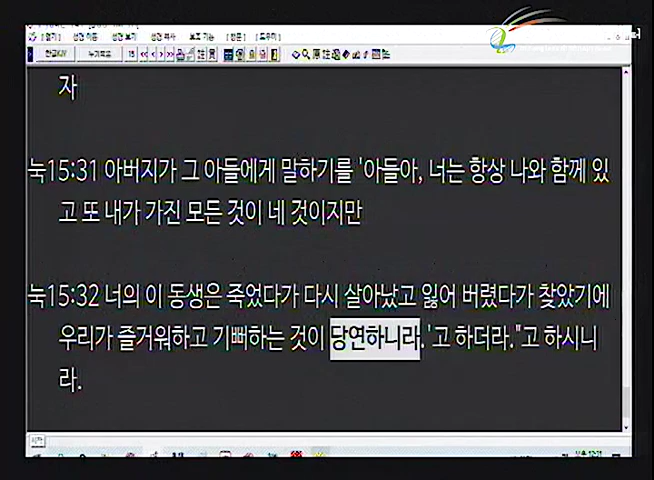 자
눅15:31 아버지가 그 아들에게 말하기를 '아들아, 너는 항상 나와 함께 있
고 또 내가 가진 모든 것이 네 것이지만
눅15:32 너의 이 동생은 죽었다가 다시 살아났고 잃어 버렸다가 찾았기에
우리가 즐거워하고 기뻐하는 것이 당연하니라.'고 하더라."고 하시니
라.